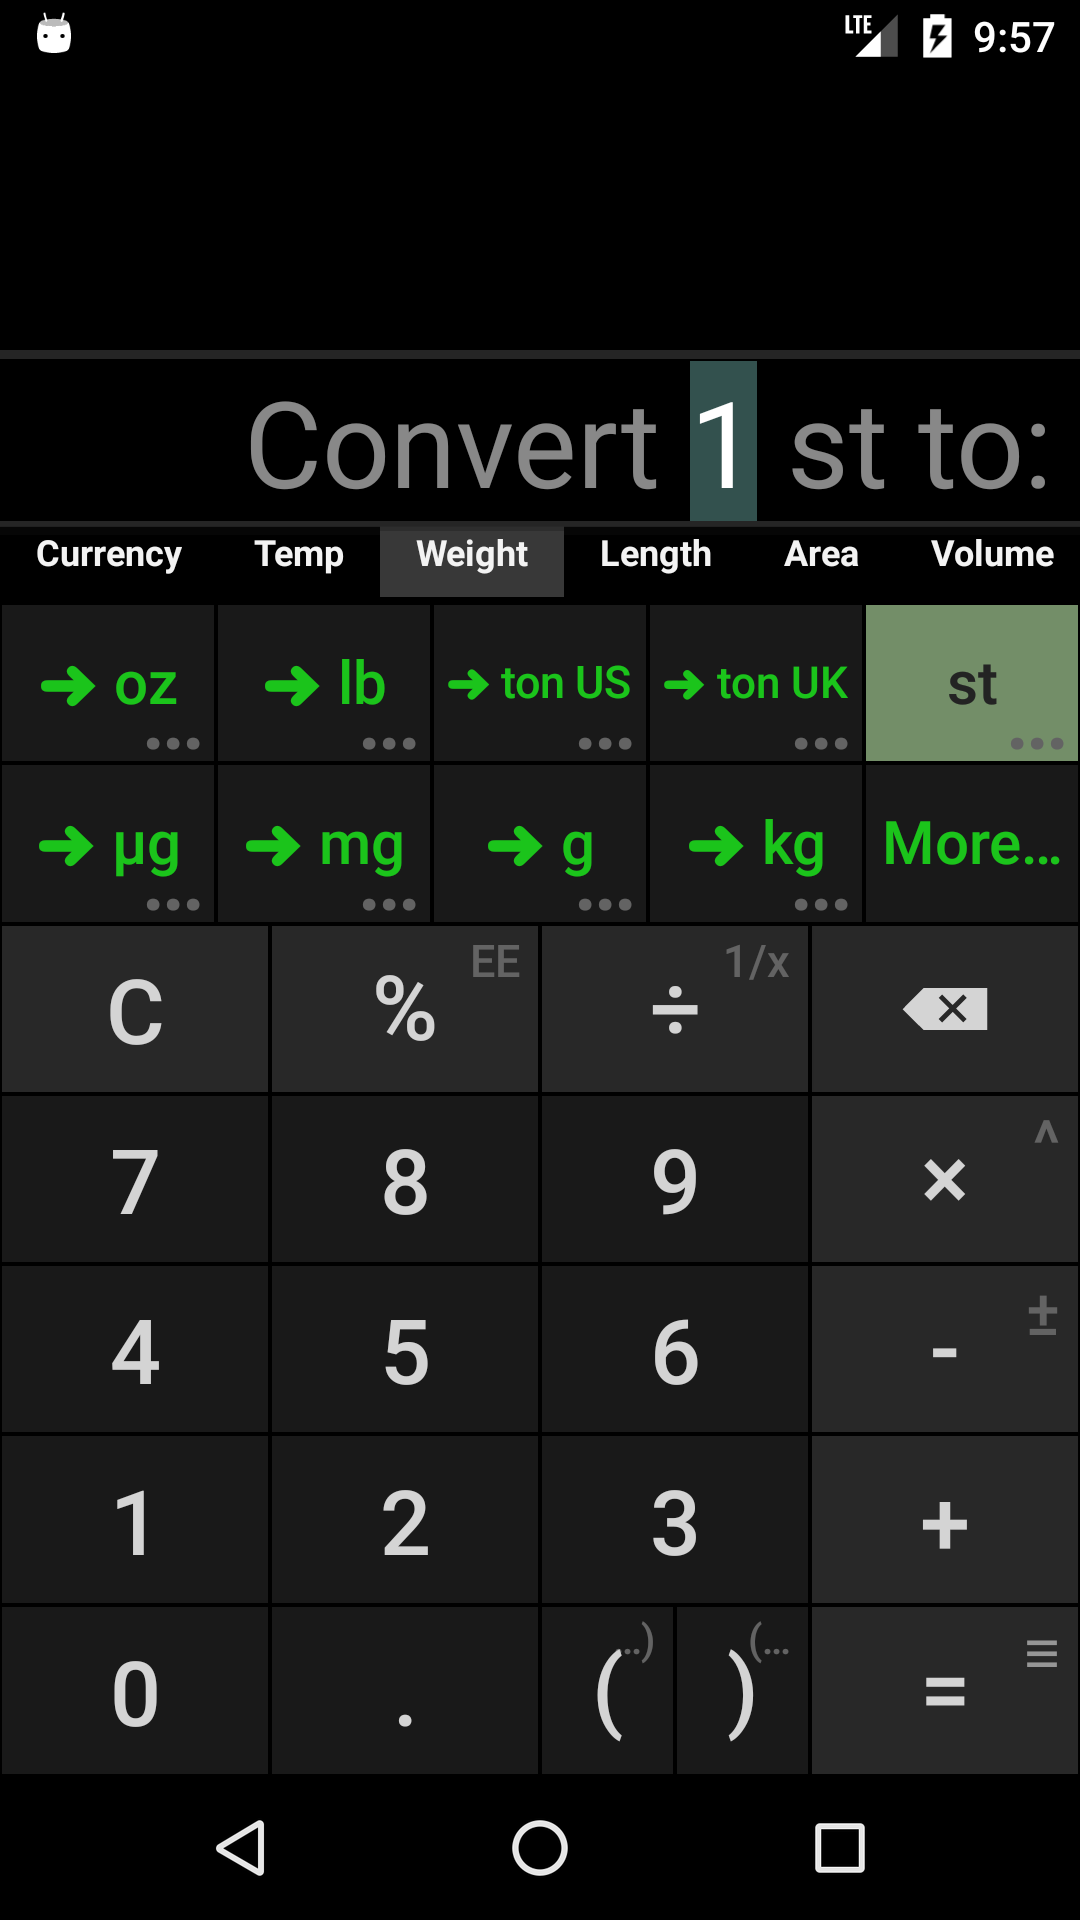 LTE 9:57
Convert 1 st to:
Currency Temp Weight Length Area Volume
oz lb ton US ton UK st
µg mg g kg More...
C % EE ÷ 1/x
7 8 9 × ^
4 5 6 - ±
1 2 3 +
0 . ( ..) ) (... =